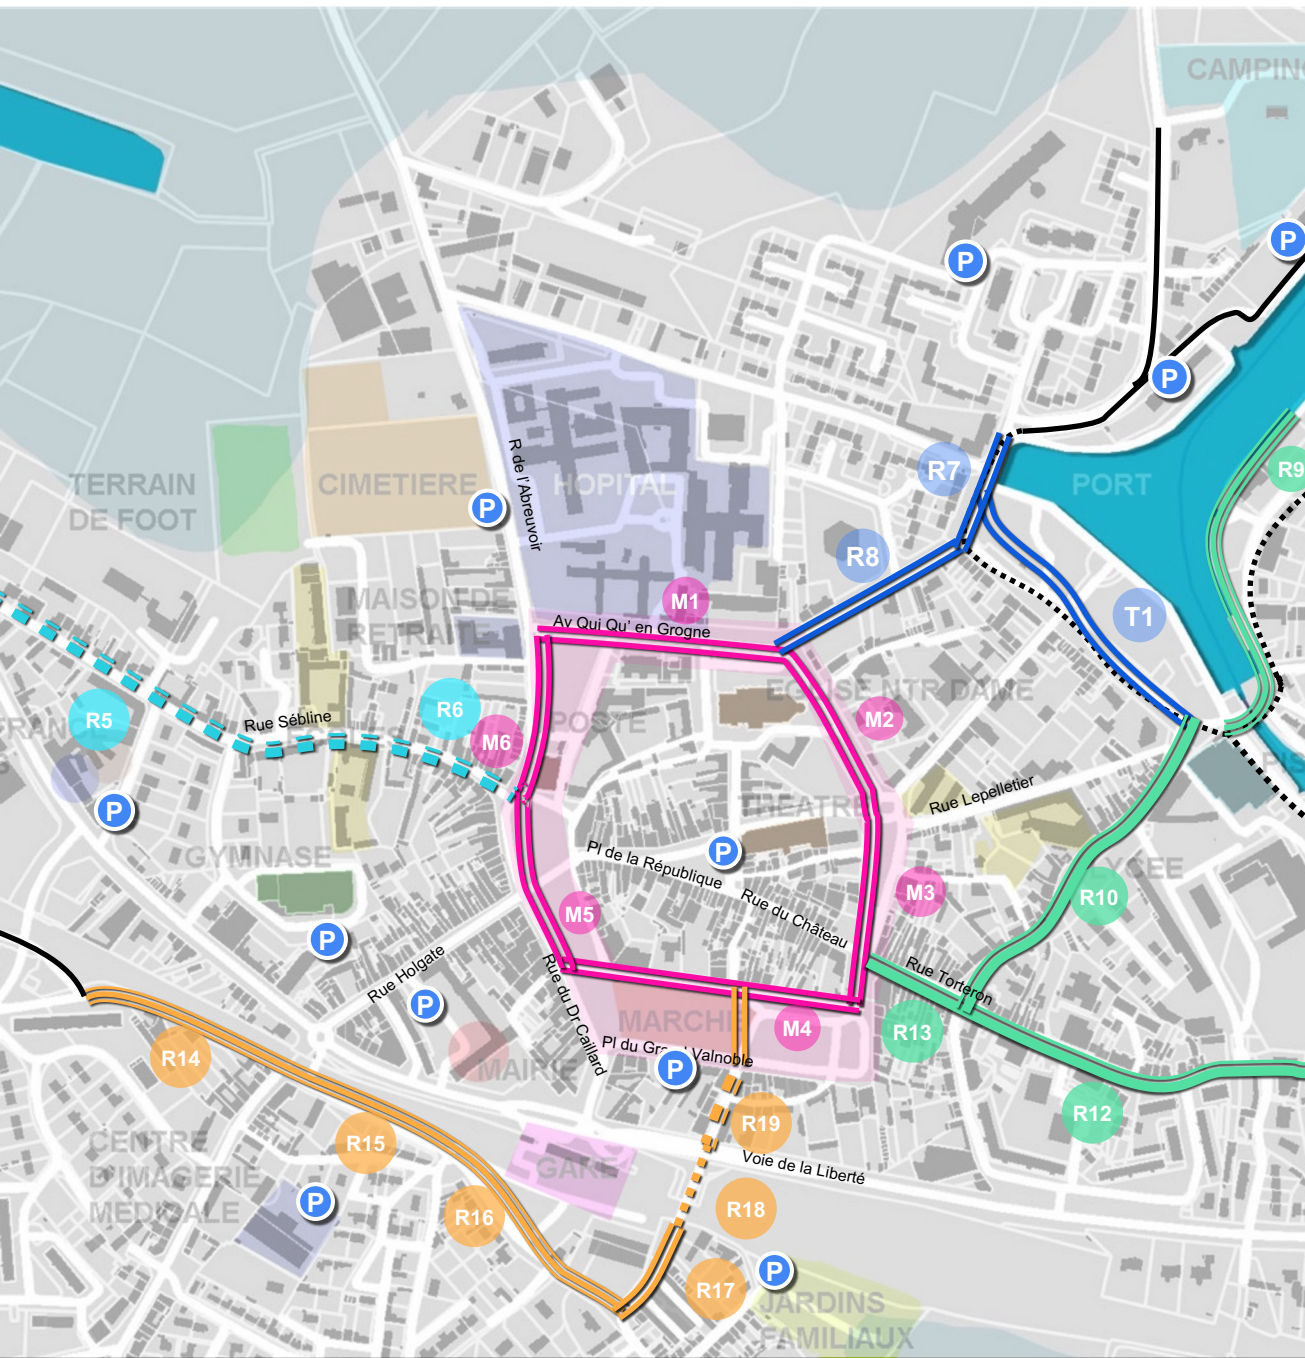 CAMPIN
P
P
P
R7
PORT
R9
TERRAIN
DE FOOT
CIMETIERE
P
R de l'Abreuvoir
HOPITAL
R8
M1
MAISON DE
RETRAITE
Av Qui Qu' en Grogne
T1
R5
Rue Sébline
R6
M6
POSTE
EGLISE NTR DAME
M2
P
THEATRE
Rue Lepelletier
GYMNASE
Pl de la République
P
LYCEE
M3
R10
Rue du Château
M5
P
Rue Holgate
Rue du Dr Caillard
Rue Torteron
P
MARCHE
M4
R13
R14
MAIRIE
P
R12
R19
R15
CENTRE
D'IMAGERIE
MEDICALE
GARE
Voie de la Liberté
P
R16
R18
P
R17
JARDINS
FAMILIAUX